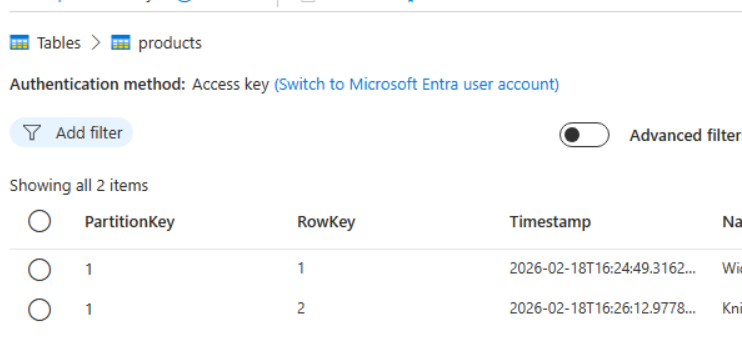 Tables > products
Authentication method: Access key (Switch to Microsoft Entra user account)
Add filter
Advanced filter
Showing all 2 items
PartitionKey RowKey Timestamp Na
1 1 2026-02-18T16:24:49.3162... Wi
1 2 2026-02-18T16:26:12.9778... Kni